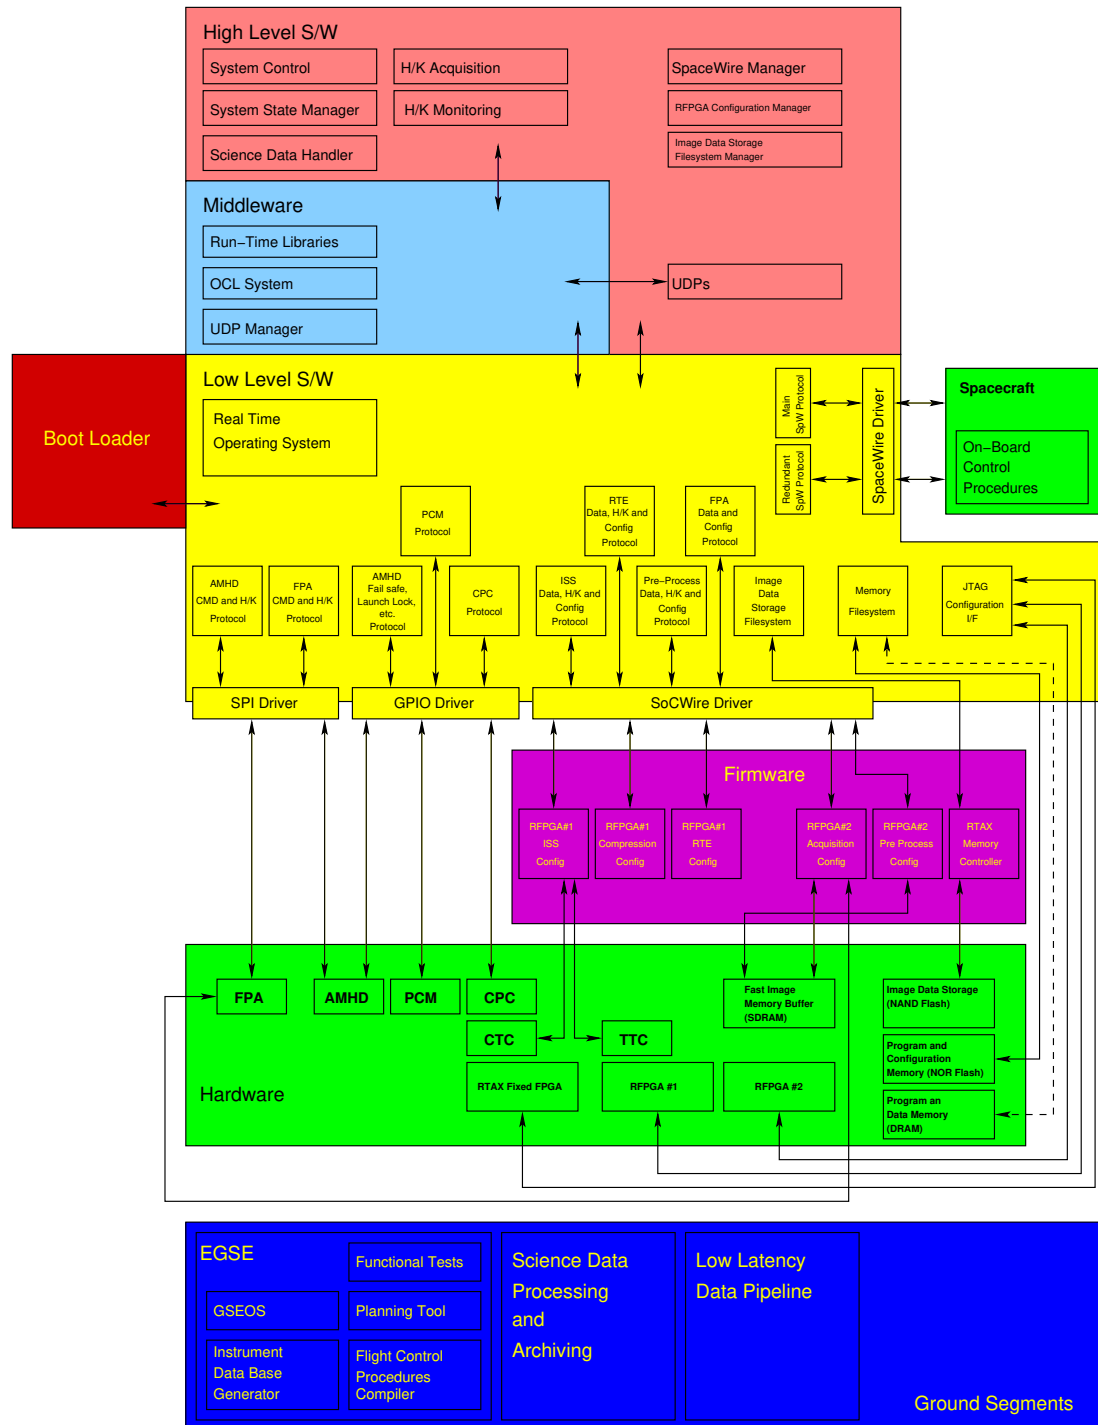 High Level S/W
System Control
H/K Acquisition
SpaceWire Manager
System State Manager
H/K Monitoring
RFPGA Configuration Manager
Science Data Handler
Image Data Storage
Filesystem Manager
Middleware
Run−Time Libraries
OCL System
UDPs
UDP Manager
Boot Loader
Low Level S/W
Real Time
Operating System
Main
SpW Protocol
Redundant
SpW Protocol
SpaceWire Driver
Spacecraft
On−Board
Control
Procedures
PCM
Protocol
RTE
Data, H/K and
Config
Protocol
FPA
Data and
Config
Protocol
AMHD
CMD and H/K
Protocol
FPA
CMD and H/K
Protocol
AMHD
Fail safe,
Launch Lock,
etc.
Protocol
CPC
Protocol
ISS
Data, H/K and
Config
Protocol
Pre−Process
Data, H/K and
Config
Protocol
Image
Data
Storage
Filesystem
Memory
Filesystem
JTAG
Configuration
I/F
SPI Driver
GPIO Driver
SoCWire Driver
Firmware
RFPGA#1
ISS
Config
RFPGA#1
Compression
Config
RFPGA#1
RTE
Config
RFPGA#2
Acquisition
Config
RFPGA#2
Pre Process
Config
RTAX
Memory
Controller
FPA
AMHD
PCM
CPC
Fast Image
Memory Buffer
(SDRAM)
Image Data Storage
(NAND Flash)
CTC
TTC
Program and
Configuration
Memory (NOR Flash)
Hardware
RTAX Fixed FPGA
RFPGA #1
RFPGA #2
Program an
Data Memory
(DRAM)
EGSE
Functional Tests
GSEOS
Planning Tool
Instrument
Data Base
Generator
Flight Control
Procedures
Compiler
Science Data
Processing
and
Archiving
Low Latency
Data Pipeline
Ground Segments